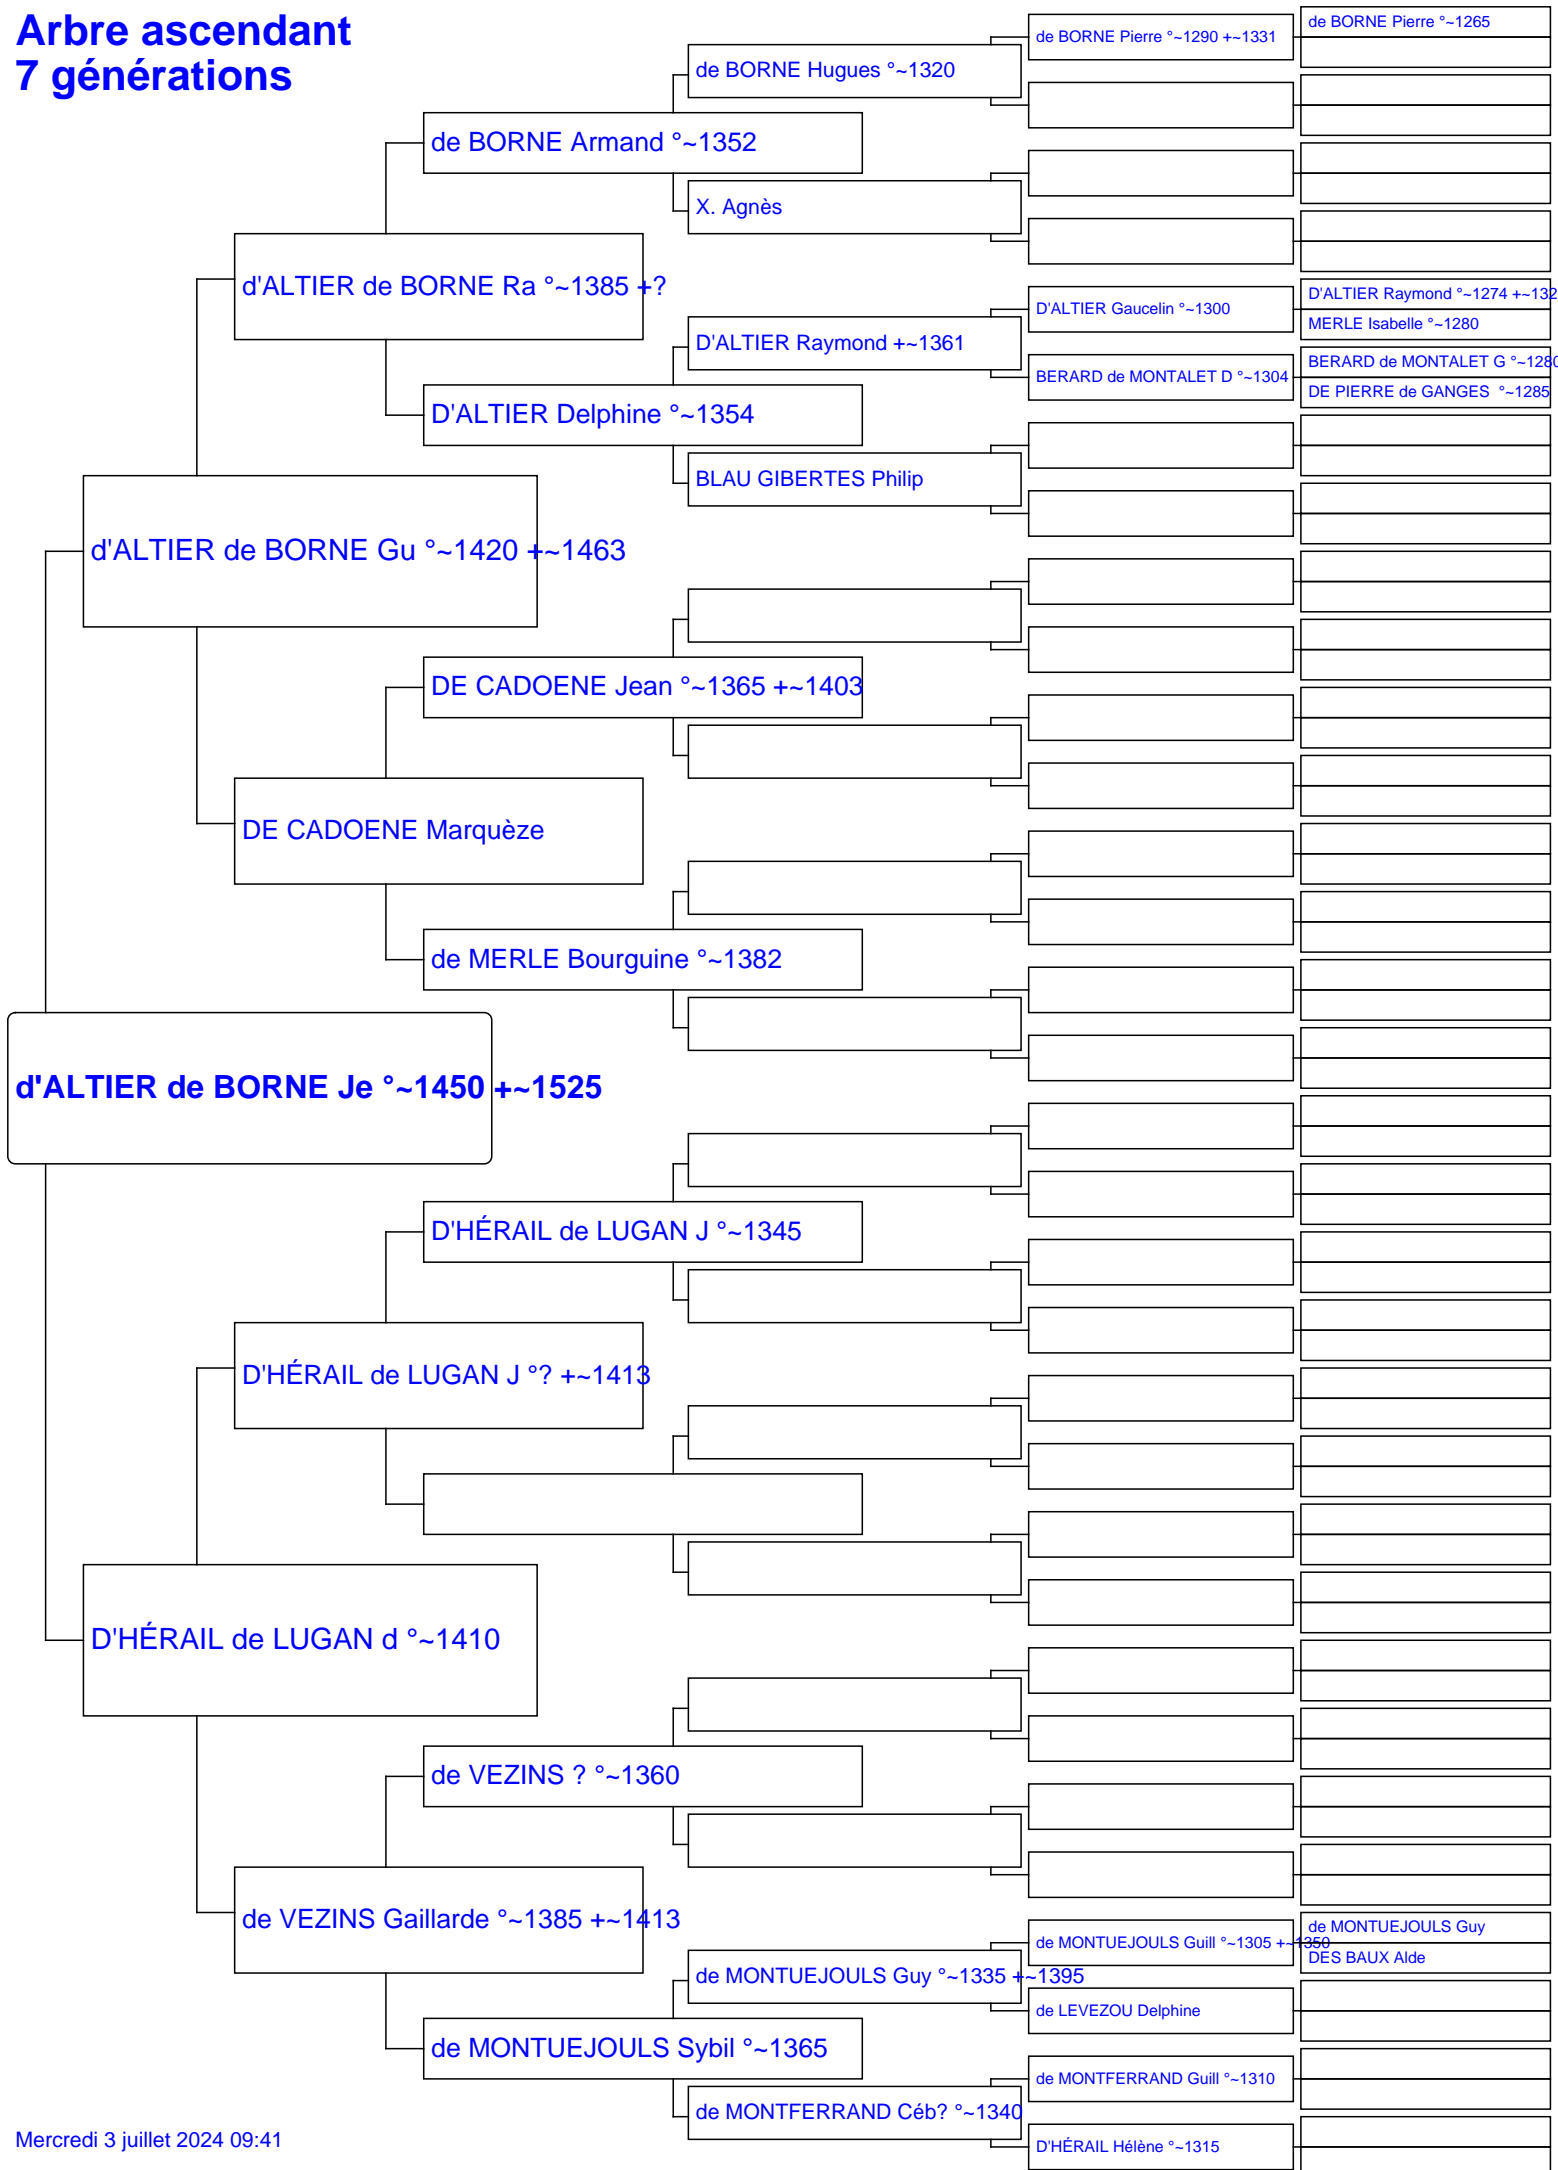 Arbre ascendant
7 générations
de BORNE Pierre °~1265
de BORNE Pierre °~1290 +~1331
de BORNE Hugues °~1320
de BORNE Armand °~1352
X. Agnès
d'ALTIER de BORNE Ra °~1385 +?
D'ALTIER Raymond °~1274 +~132
D'ALTIER Gaucelin °~1300
MERLE Isabelle °~1280
D'ALTIER Raymond +~1361
BERARD de MONTALET G °~1280
BERARD de MONTALET D °~1304
DE PIERRE de GANGES °~1285
D'ALTIER Delphine °~1354
BLAU GIBERTES Philip
d'ALTIER de BORNE Gu °~1420 +~1463
DE CADOENE Jean °~1365 +~1403
DE CADOENE Marquèze
de MERLE Bourguine °~1382
d'ALTIER de BORNE Je °~1450 +~1525
D'HÉRAIL de LUGAN J °~1345
D'HÉRAIL de LUGAN J °? +~1413
D'HÉRAIL de LUGAN d °~1410
de VEZINS ? °~1360
de VEZINS Gaillarde °~1385 +~1413
de MONTUEJOULS Guy
de MONTUEJOULS Guill °~1305 +~1350
DES BAUX Alde
de MONTUEJOULS Guy °~1335 +~1395
de LEVEZOU Delphine
de MONTUEJOULS Sybil °~1365
de MONTFERRAND Guill °~1310
de MONTFERRAND Céb? °~1340
D'HÉRAIL Hélène °~1315
Mercredi 3 juillet 2024 09:41